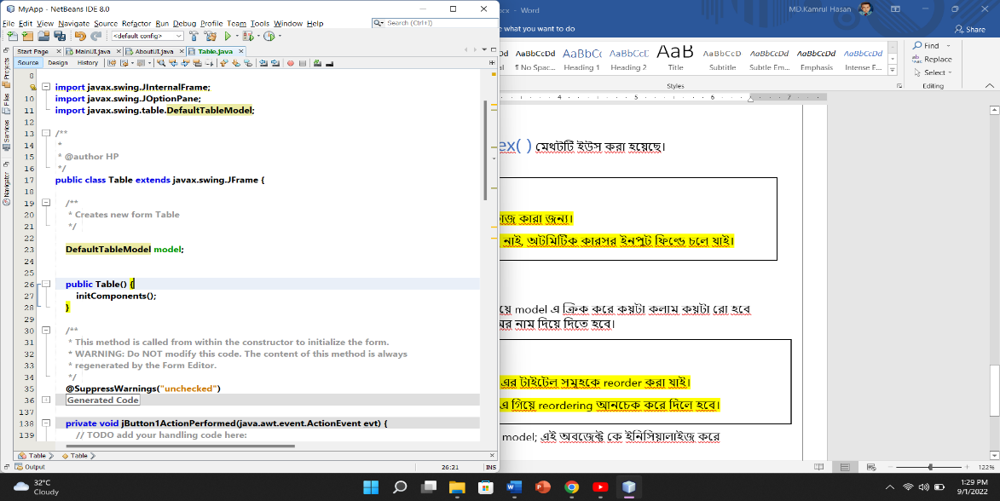 MyApp - NetBeans IDE 8.0
File Edit View Navigate Source Refactor Run Debug Profile Team Tools Window Help
Search (Ctrl+I)
<default config>
Start Page MainUI.java AboutUI.java Table.java
Source Design History
8
import javax.swing.JInternalFrame;
10 import javax.swing.JOptionPane;
11 import javax.swing.table.DefaultTableModel;
12
13 /**
14 *
15 * @author HP
16 */
17 public class Table extends javax.swing.JFrame {
18
19 /**
20 * Creates new form Table
21 */
22
23 DefaultTableModel model;
24
25
26 public Table() {
27 initComponents();
28 }
29
30 /**
31 * This method is called from within the constructor to initialize the form.
32 * WARNING: Do NOT modify this code. The content of this method is always
33 * regenerated by the Form Editor.
34 */
35 @SuppressWarnings("unchecked")
36 Generated Code
137
138 private void jButton1ActionPerformed(java.awt.event.ActionEvent evt) {
139 // TODO add your handling code here:
Table Table
Output
26:21 INS
Projects
Files
Services
Navigator
cx - Word
MD.Kamrul Hasan
e what you want to do
Share
AaBbCcDd AaBbCc AaBbCcC AaB AaBbCcD AaBbCcDd AaBbCcDd AaBbCcDd
¶ No Spac... Heading 1 Heading 2 Title Subtitle Subtle Em... Emphasis Intense E...
Styles
Find
Replace
Select
Editing
4 5 6 7
ex( ) মেথটটি ইউস করা হয়েছে।
াজ কারা জন্য।
নাই, অটমিটিক কারসর ইনপুট ফিল্ডে চলে যাই।
য়ে model এ ক্রিক করে কয়টা কলাম কয়টা রো হবে
র নাম দিয়ে দিতে হবে।
এর টাইটেল সমূহকে reorder করা যাই।
এ গিয়ে reordering আনচেক করে দিলে হবে।
model; এই অবজেক্ট কে ইনিসিয়ালাইজ করে
122%
32°C
Cloudy
1:29 PM
9/1/2022